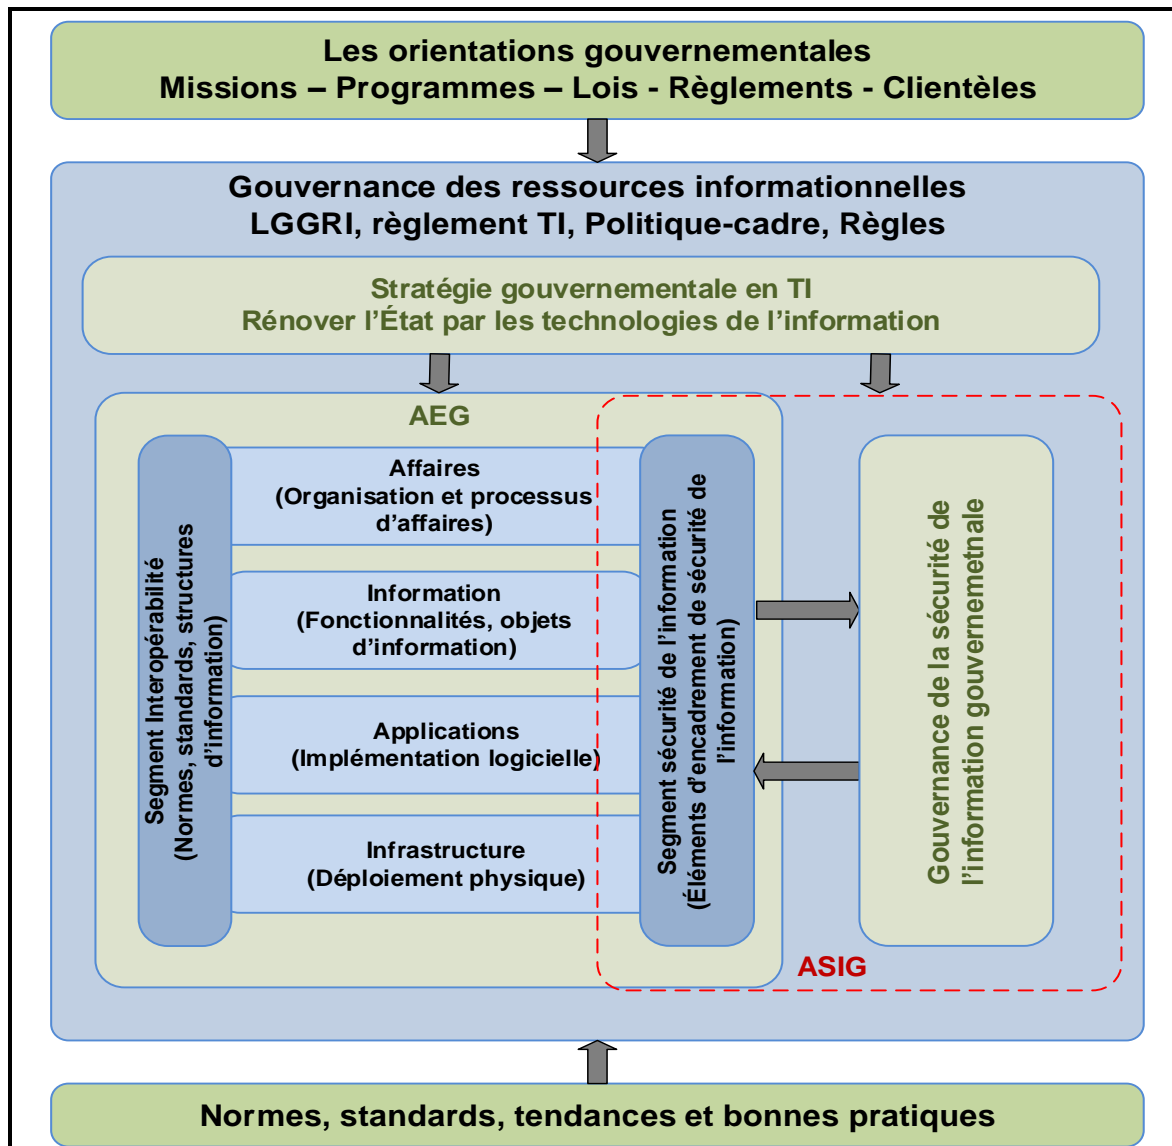 Les orientations gouvernementales
Missions – Programmes – Lois - Règlements - Clientèles
Gouvernance des ressources informationnelles
LGGRI, règlement TI, Politique-cadre, Règles
Stratégie gouvernementale en TI
Rénover l’État par les technologies de l’information
AEG
Segment Interopérabilité
(Normes, standards, structures
d’information)
Affaires
(Organisation et processus
d’affaires)
Information
(Fonctionnalités, objets
d’information)
Applications
(Implémentation logicielle)
Infrastructure
(Déploiement physique)
Segment sécurité de l’information
(Éléments d’encadrement de sécurité de
l’information)
Gouvernance de la sécurité de
l’information gouvernemetnale
ASIG
Normes, standards, tendances et bonnes pratiques